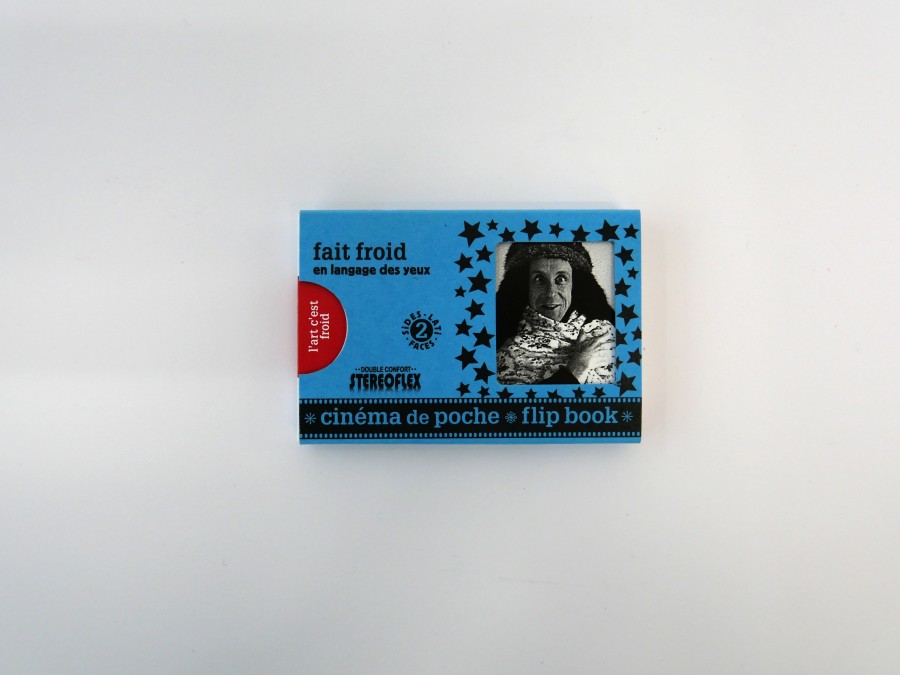 fait froid
en langage des yeux
l'art c'est
froid
SIDES · LATI
2
FACES
··DOUBLE CONFORT··
STEREOFLEX
cinéma de poche flip book